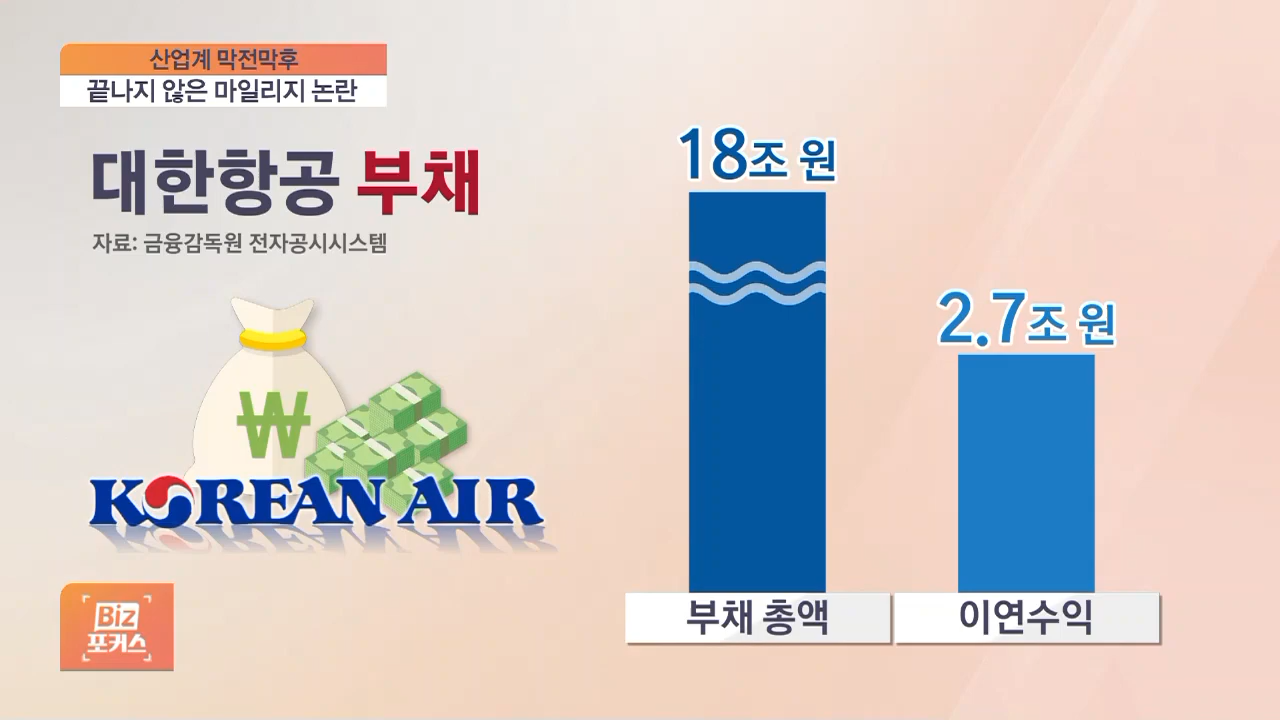 산업계 막전막후
끝나지 않은 마일리지 논란
대한항공 부채
자료: 금융감독원 전자공시시스템
₩
KOREAN AIR
18조 원
2.7조 원
부채 총액
이연수익
Biz
포커스